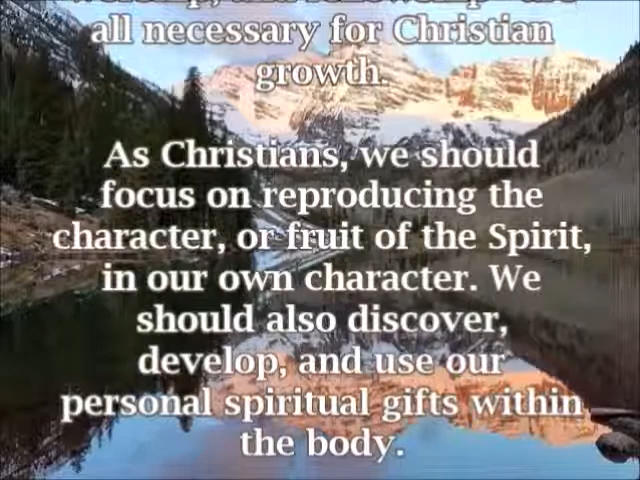 all necessary for Christian
growth.
As Christians, we should
focus on reproducing the
character, or fruit of the Spirit,
in our own character. We
should also discover,
develop, and use our
personal spiritual gifts within
the body.